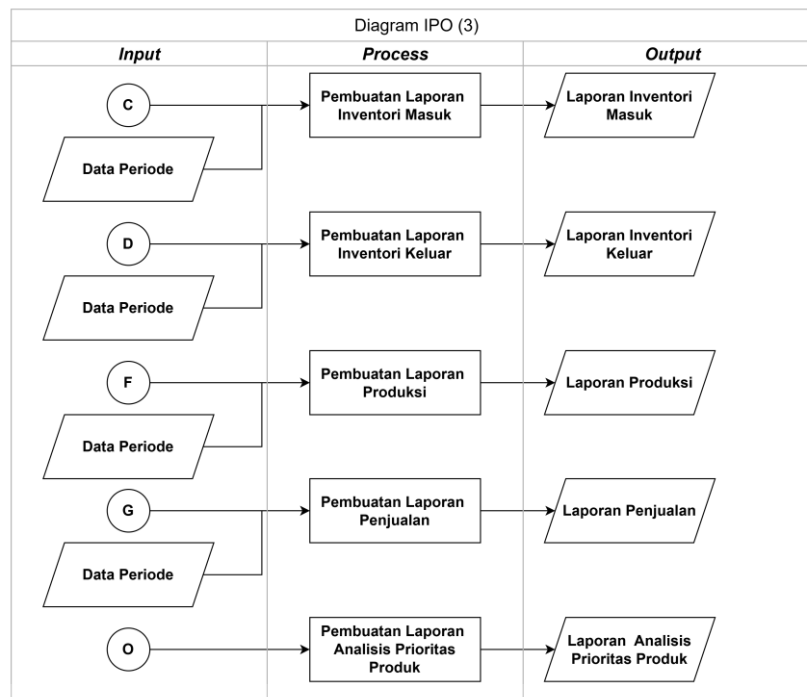 Diagram IPO (3)
Input
Process
Output
C
Data Periode
Pembuatan Laporan
Inventori Masuk
Laporan Inventori
Masuk
D
Data Periode
Pembuatan Laporan
Inventori Keluar
Laporan Inventori
Keluar
F
Data Periode
Pembuatan Laporan
Produksi
Laporan Produksi
G
Data Periode
Pembuatan Laporan
Penjualan
Laporan Penjualan
O
Pembuatan Laporan
Analisis Prioritas
Produk
Laporan Analisis
Prioritas Produk